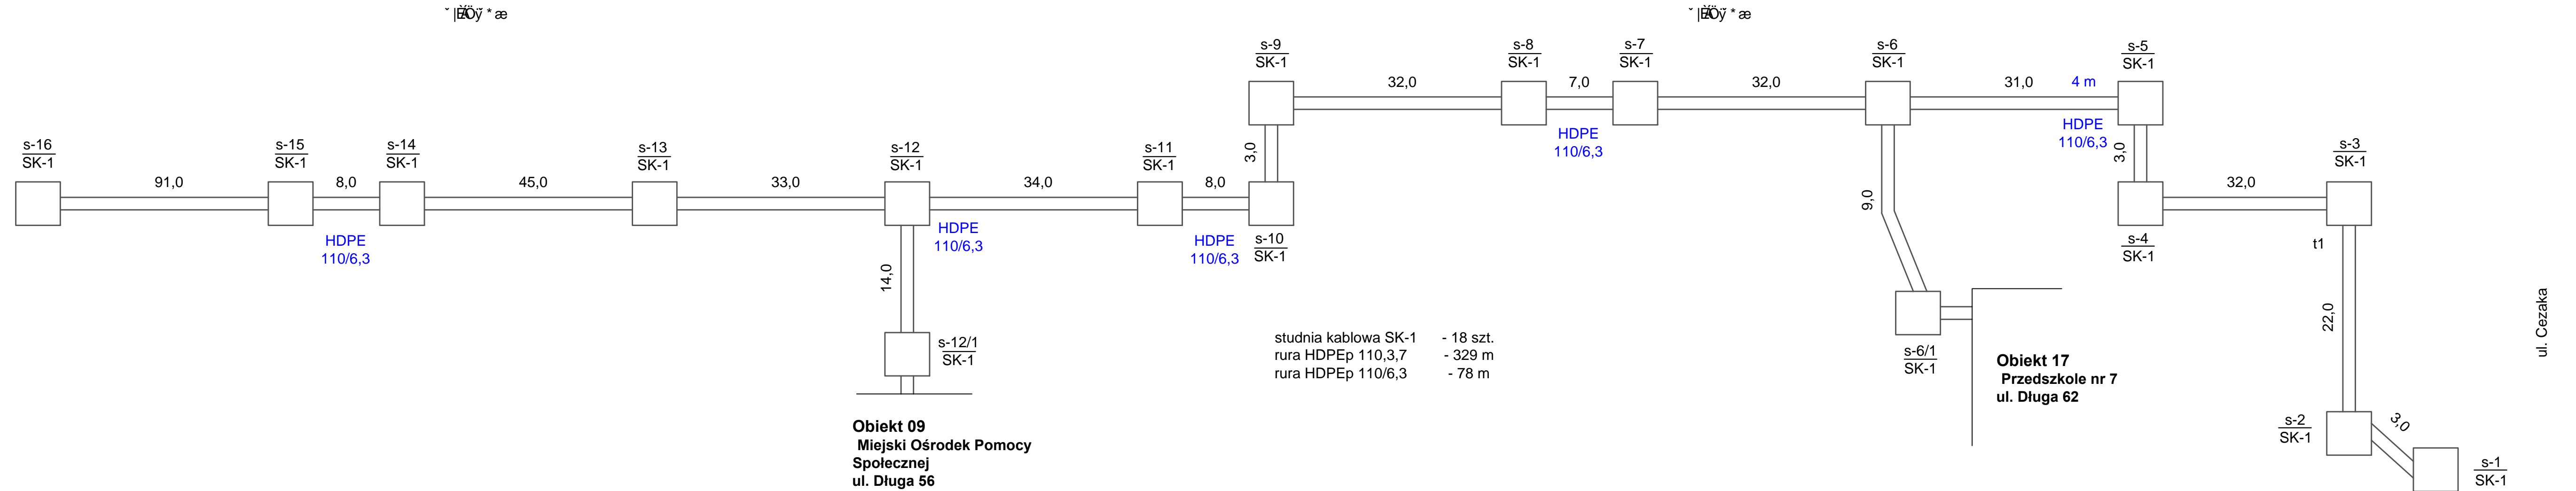 s-9
SK-1
s-8
SK-1
s-7
SK-1
s-6
SK-1
s-5
SK-1
32,0
7,0
32,0
31,0
4 m
HDPE
110/6,3
HDPE
110/6,3
3,0
3,0
s-16
SK-1
s-15
SK-1
s-14
SK-1
s-13
SK-1
s-12
SK-1
s-11
SK-1
s-3
SK-1
91,0
8,0
45,0
33,0
34,0
8,0
32,0
9,0
HDPE
110/6,3
HDPE
110/6,3
HDPE
110/6,3
s-10
SK-1
s-4
SK-1
t1
14,0
22,0
ul. Cezaka
s-12/1
SK-1
studnia kablowa SK-1 - 18 szt.
rura HDPEp 110,3,7 - 329 m
rura HDPEp 110/6,3 - 78 m
s-6/1
SK-1
Obiekt 17
Przedszkole nr 7
ul. Długa 62
Obiekt 09
Miejski Ośrodek Pomocy
Społecznej
ul. Długa 56
s-2
SK-1
3,0
s-1
SK-1